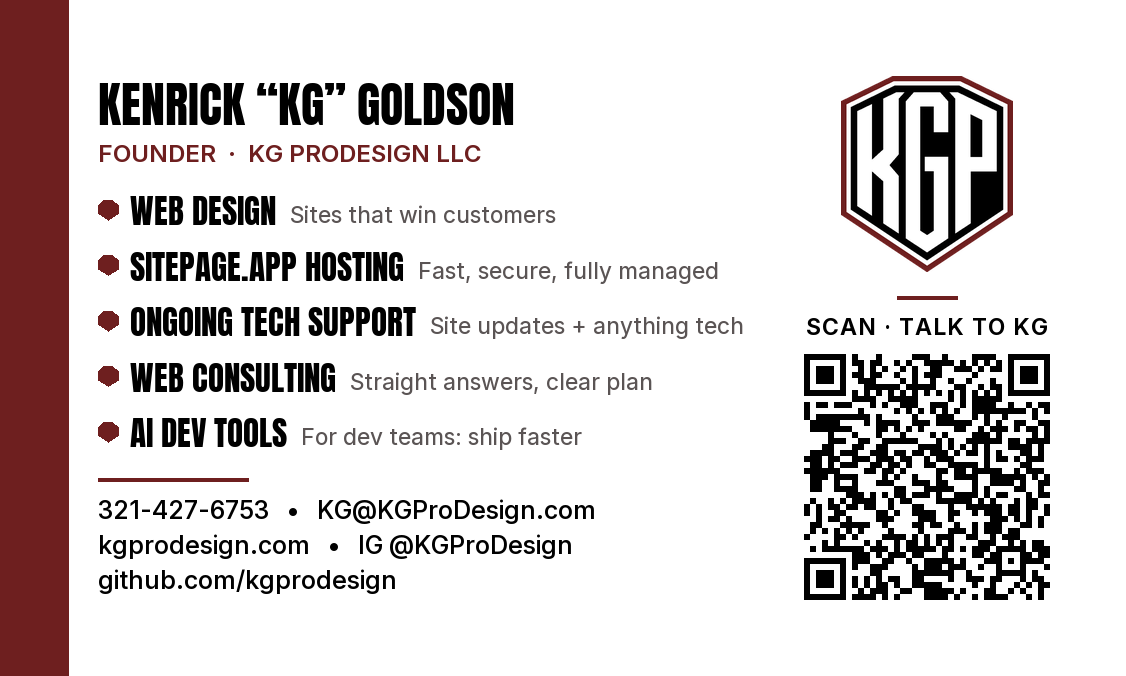 KENRICK “KG” GOLDSON
FOUNDER · KG PRODESIGN LLC
WEB DESIGN Sites that win customers
SITEPAGE.APP HOSTING Fast, secure, fully managed
ONGOING TECH SUPPORT Site updates + anything tech
WEB CONSULTING Straight answers, clear plan
AI DEV TOOLS For dev teams: ship faster
321-427-6753 • KG@KGProDesign.com
kgprodesign.com • IG @KGProDesign
github.com/kgprodesign
KGP
SCAN · TALK TO KG